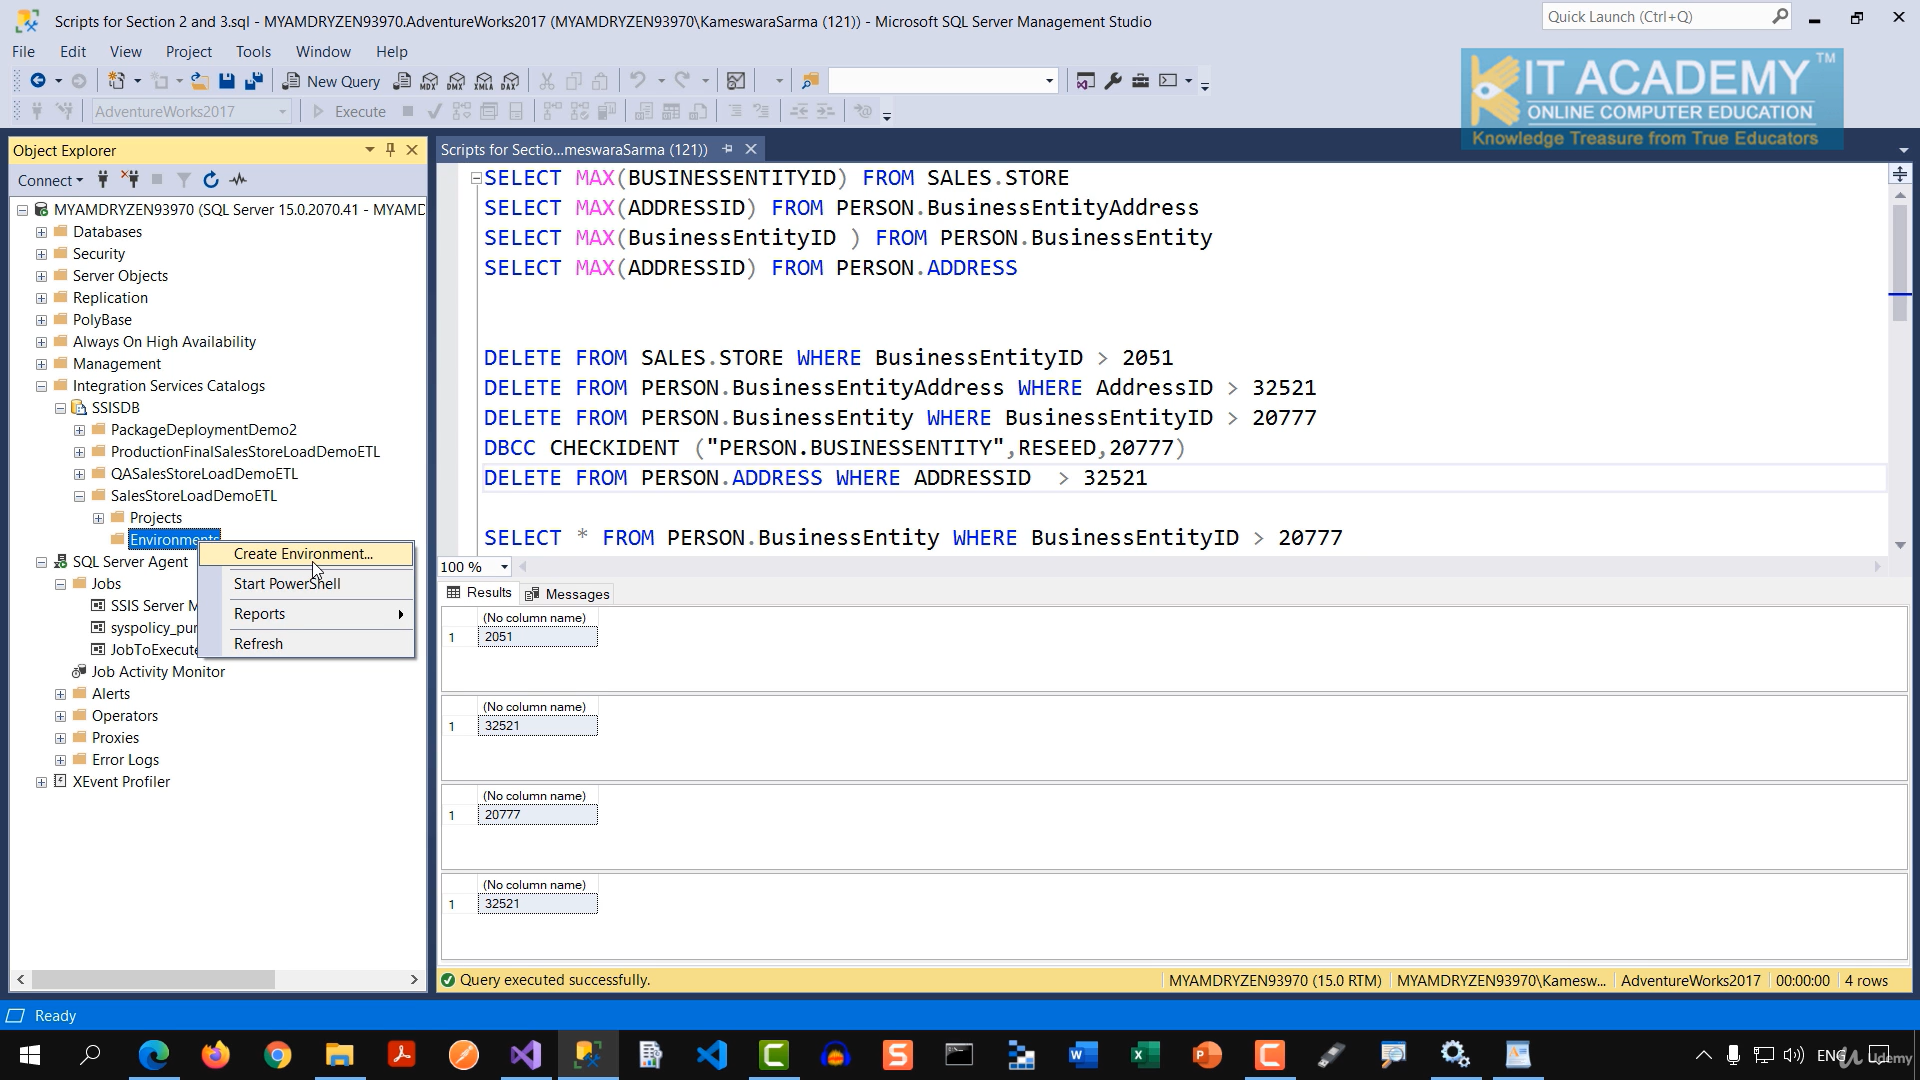 Scripts for Section 2 and 3.sql - MYAMDRYZEN93970.AdventureWorks2017 (MYAMDRYZEN93970\KameswaraSarma (121)) - Microsoft SQL Server Management Studio
Quick Launch (Ctrl+Q)
File Edit View Project Tools Window Help
New Query
MDX DMX XMLA DAX
AdventureWorks2017
Execute
IT ACADEMY TM
ONLINE COMPUTER EDUCATION
Knowledge Treasure from True Educators
Object Explorer
Connect
MYAMDRYZEN93970 (SQL Server 15.0.2070.41 - MYAMD
Databases
Security
Server Objects
Replication
PolyBase
Always On High Availability
Management
Integration Services Catalogs
SSISDB
PackageDeploymentDemo2
ProductionFinalSalesStoreLoadDemoETL
QASalesStoreLoadDemoETL
SalesStoreLoadDemoETL
Projects
Environments
SQL Server Agent
Jobs
SSIS Server M
syspolicy_pur
JobToExecute
Job Activity Monitor
Alerts
Operators
Proxies
Error Logs
XEvent Profiler
Create Environment...
Start PowerShell
Reports
Refresh
Scripts for Sectio...meswaraSarma (121))
SELECT MAX(BUSINESSENTITYID) FROM SALES.STORE
SELECT MAX(ADDRESSID) FROM PERSON.BusinessEntityAddress
SELECT MAX(BusinessEntityID ) FROM PERSON.BusinessEntity
SELECT MAX(ADDRESSID) FROM PERSON.ADDRESS
DELETE FROM SALES.STORE WHERE BusinessEntityID > 2051
DELETE FROM PERSON.BusinessEntityAddress WHERE AddressID > 32521
DELETE FROM PERSON.BusinessEntity WHERE BusinessEntityID > 20777
DBCC CHECKIDENT ("PERSON.BUSINESSENTITY",RESEED,20777)
DELETE FROM PERSON.ADDRESS WHERE ADDRESSID > 32521
SELECT * FROM PERSON.BusinessEntity WHERE BusinessEntityID > 20777
100 %
Results Messages
(No column name)
1 2051
(No column name)
1 32521
(No column name)
1 20777
(No column name)
1 32521
Query executed successfully.
MYAMDRYZEN93970 (15.0 RTM) MYAMDRYZEN93970\Kamesw... AdventureWorks2017 00:00:00 4 rows
Ready
ENG
Udemy